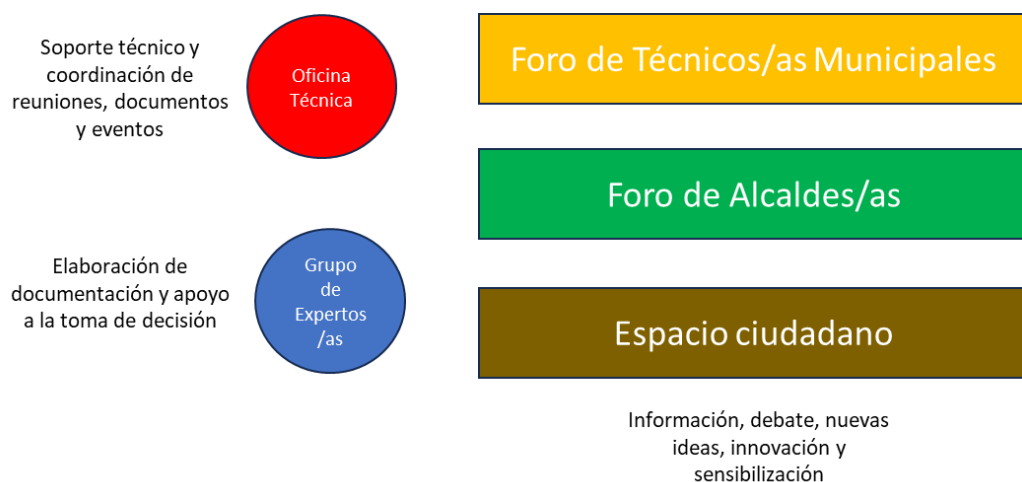 Soporte técnico y
coordinación de
reuniones, documentos
y eventos
Oficina
Técnica
Elaboración de
documentación y apoyo
a la toma de decisión
Grupo
de
Expertos
/as
Foro de Técnicos/as Municipales
Foro de Alcaldes/as
Espacio ciudadano
Información, debate, nuevas
ideas, innovación y
sensibilización